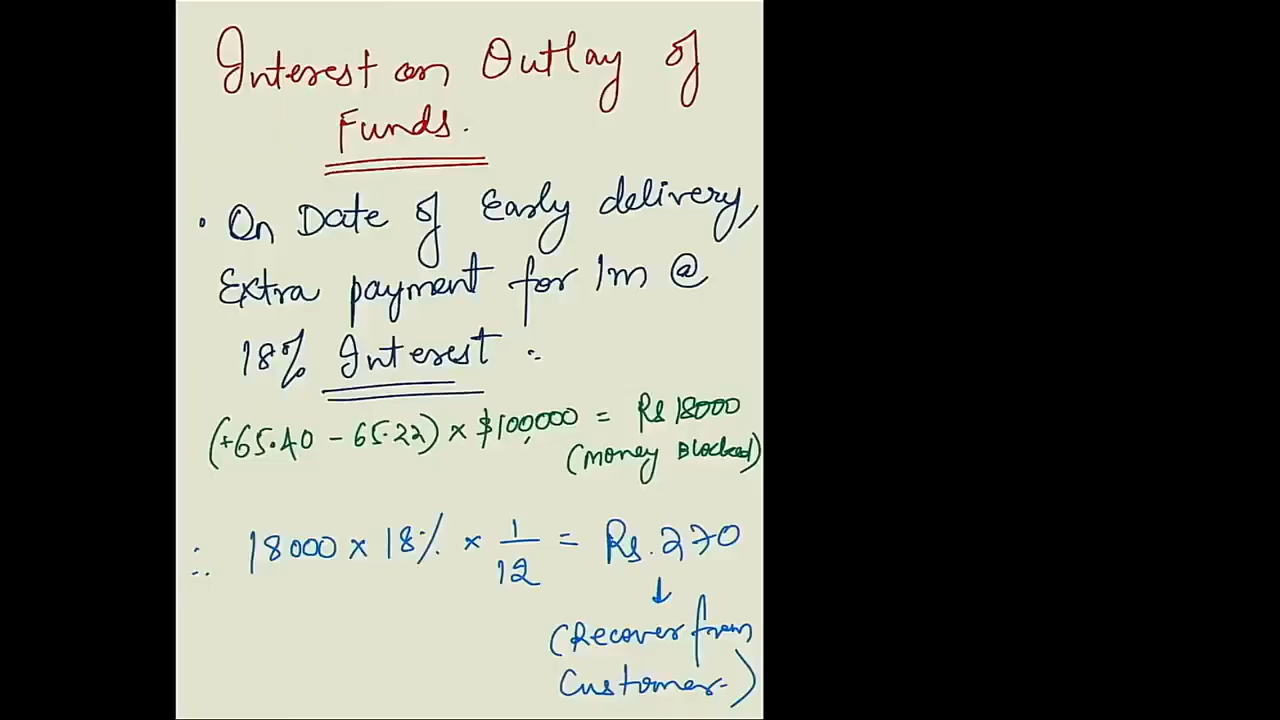 Interest on Outlay of
Funds.
• On Date of Early delivery,
Extra payment for 1m @
18% Interest :-
(+65.40 - 65.22) x $100,000 = Rs 18000
(Money Blocked)
∴ 18000 x 18% x 1/12 = Rs. 270
↓
(Recover from
Customer.)